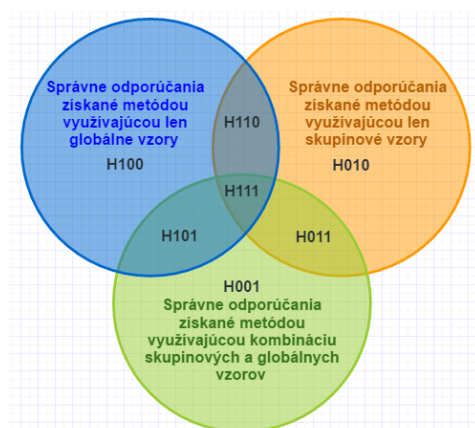 Správne odporúčania
získané metódou
využívajúcou len
globálne vzory
H100
H110
Správne odporúčania
získané metódou
využívajúcou len
skupinové vzory
H010
H111
H101
H011
H001
Správne odporúčania
získané metódou
využívajúcou kombináciu
skupinových a globálnych
vzorov